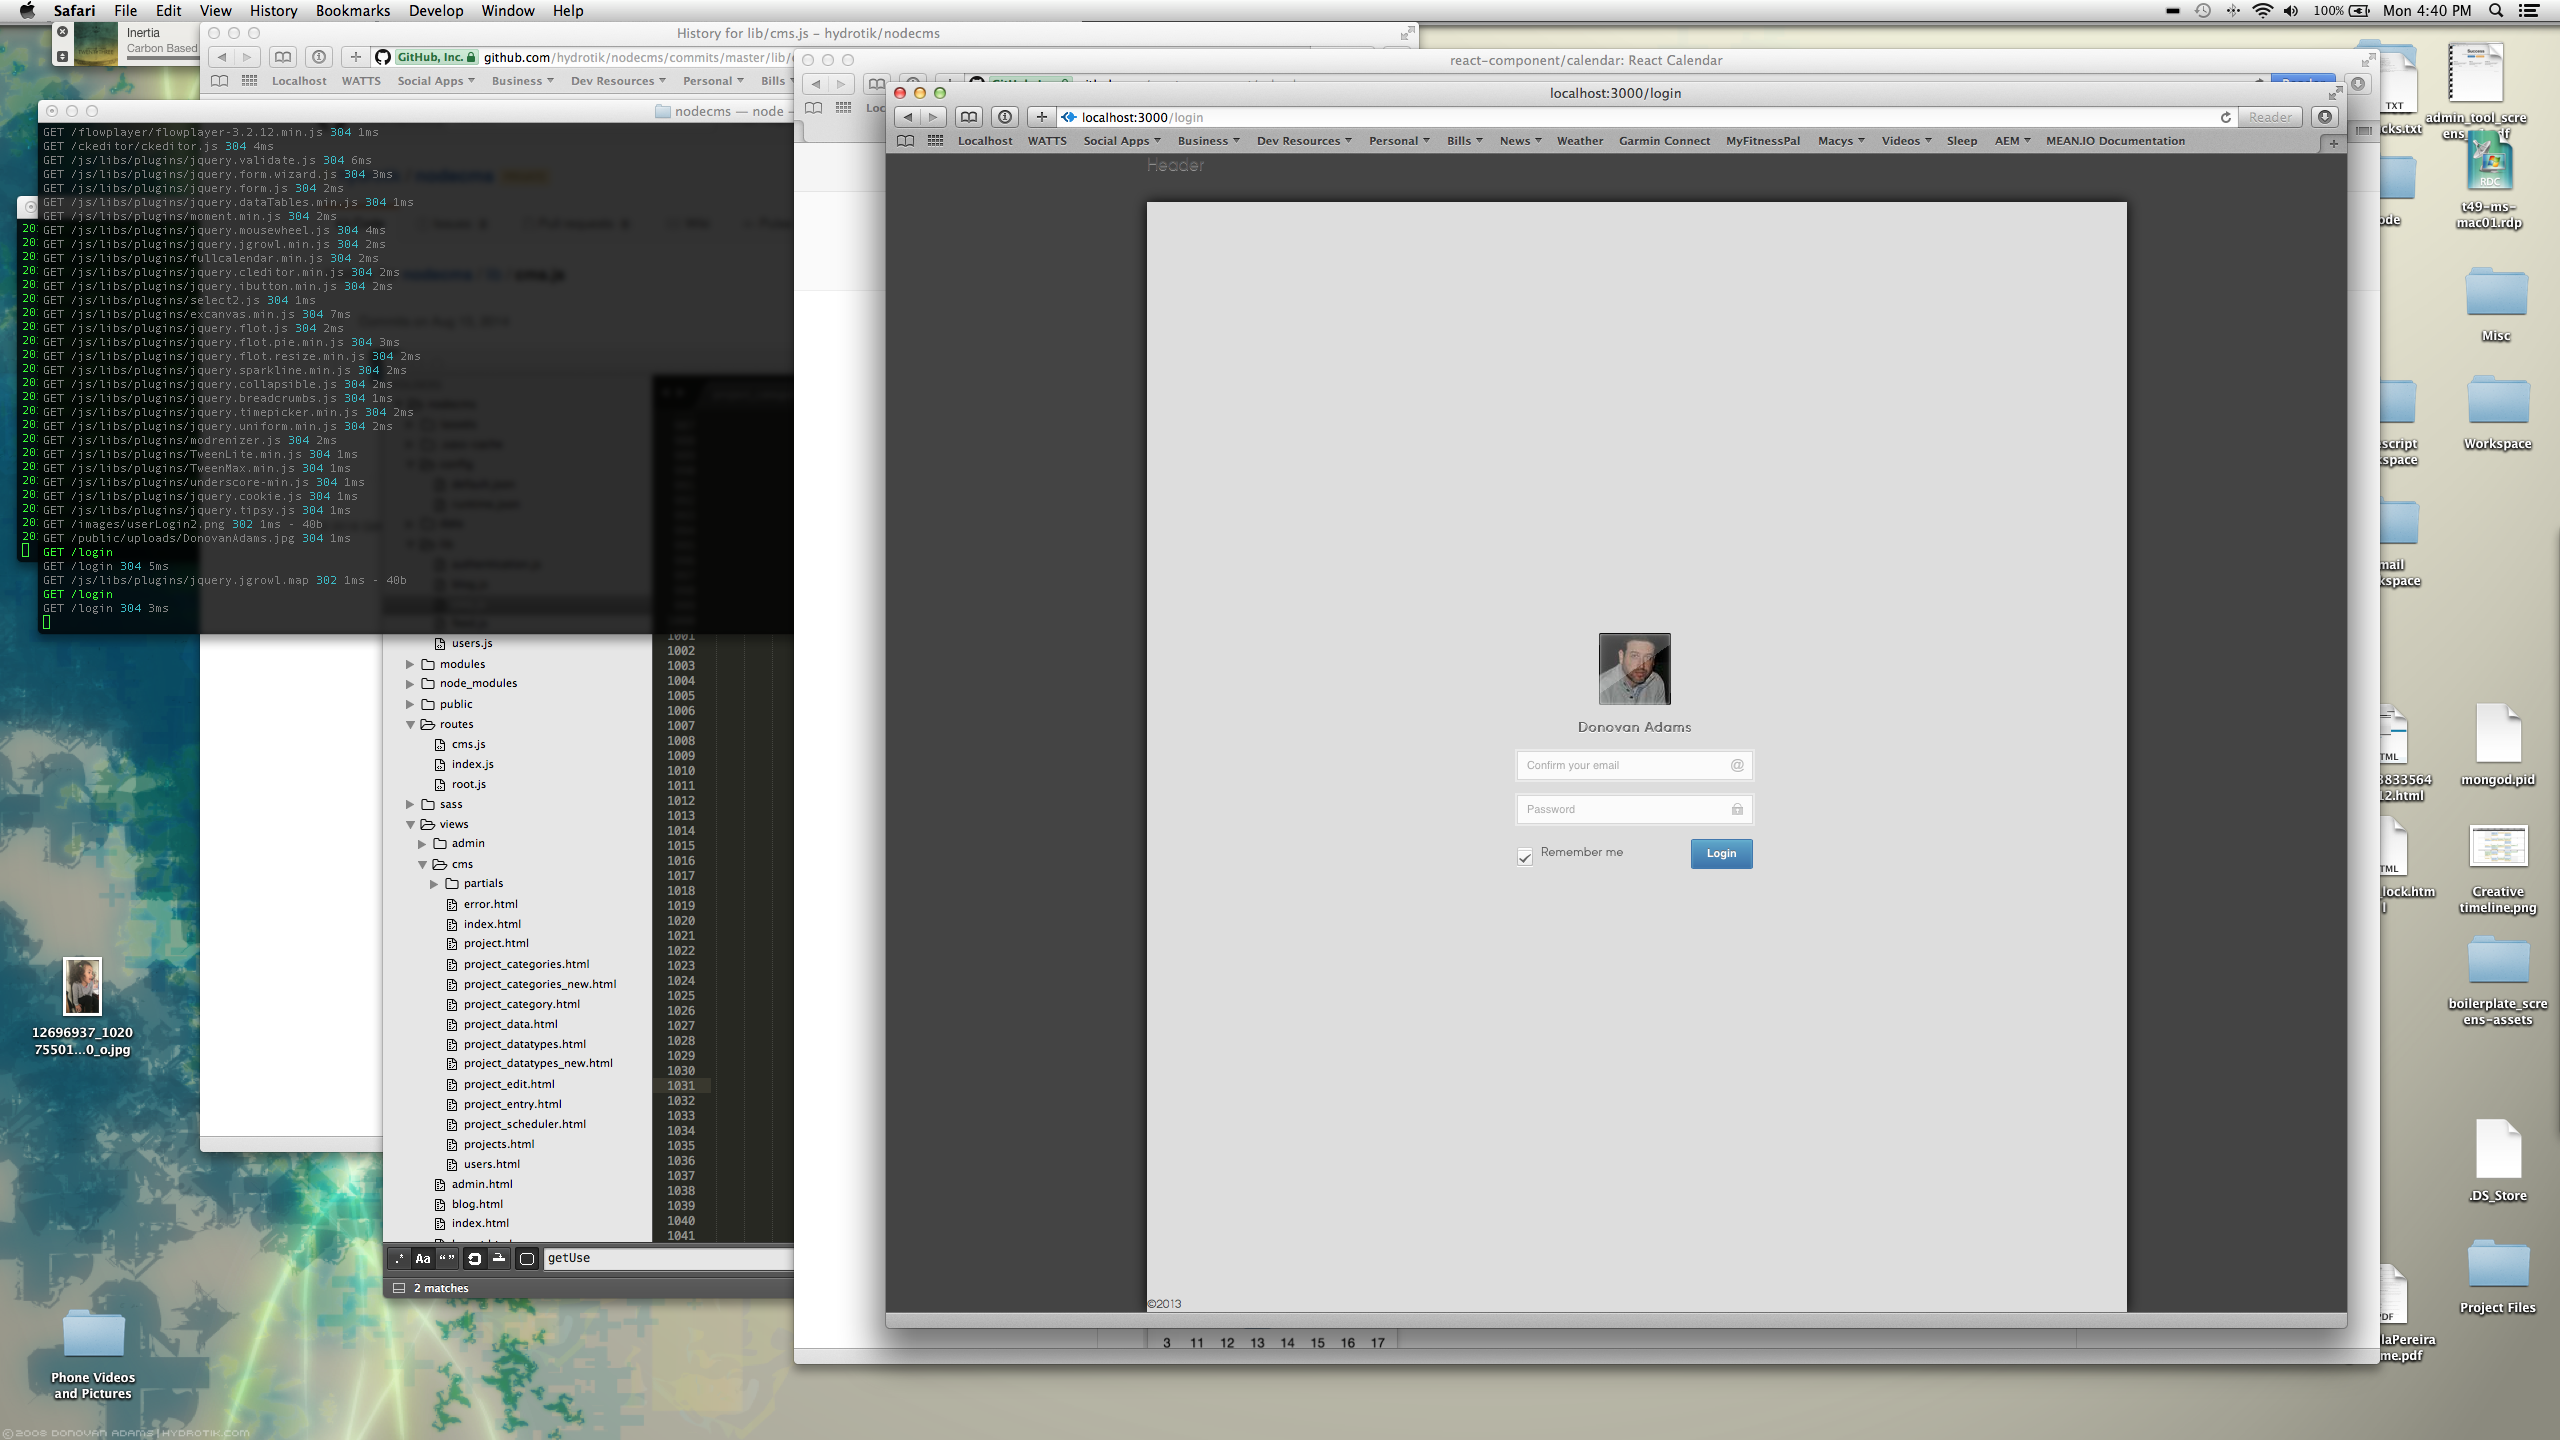 Safari File Edit View History Bookmarks Develop Window Help
100% Mon 4:40 PM
Inertia
Carbon Based
History for lib/cms.js – hydrotik/nodecms
GitHub, Inc. github.com/hydrotik/nodecms/commits/master/lib/
Localhost WATTS Social Apps Business Dev Resources Personal Bills
react-component/calendar: React Calendar
nodecms — node —
GET /flowplayer/flowplayer-3.2.12.min.js 304 1ms
GET /ckeditor/ckeditor.js 304 4ms
GET /js/libs/plugins/jquery.validate.js 304 6ms
GET /js/libs/plugins/jquery.form.wizard.js 304 3ms
GET /js/libs/plugins/jquery.form.js 304 2ms
GET /js/libs/plugins/jquery.dataTables.min.js 304 1ms
GET /js/libs/plugins/moment.min.js 304 2ms
GET /js/libs/plugins/jquery.mousewheel.js 304 4ms
GET /js/libs/plugins/jquery.jgrowl.min.js 304 2ms
GET /js/libs/plugins/fullcalendar.min.js 304 2ms
GET /js/libs/plugins/jquery.cleditor.min.js 304 2ms
GET /js/libs/plugins/jquery.ibutton.min.js 304 2ms
GET /js/libs/plugins/select2.js 304 1ms
GET /js/libs/plugins/excanvas.min.js 304 7ms
GET /js/libs/plugins/jquery.flot.js 304 2ms
GET /js/libs/plugins/jquery.flot.pie.min.js 304 3ms
GET /js/libs/plugins/jquery.flot.resize.min.js 304 2ms
GET /js/libs/plugins/jquery.sparkline.min.js 304 2ms
GET /js/libs/plugins/jquery.collapsible.js 304 2ms
GET /js/libs/plugins/jquery.breadcrumbs.js 304 1ms
GET /js/libs/plugins/jquery.timepicker.min.js 304 2ms
GET /js/libs/plugins/jquery.uniform.min.js 304 2ms
GET /js/libs/plugins/modrenizer.js 304 2ms
GET /js/libs/plugins/TweenLite.min.js 304 1ms
GET /js/libs/plugins/TweenMax.min.js 304 1ms
GET /js/libs/plugins/underscore-min.js 304 1ms
GET /js/libs/plugins/jquery.cookie.js 304 1ms
GET /js/libs/plugins/jquery.tipsy.js 304 1ms
GET /images/userLogin2.png 302 1ms - 40b
GET /public/uploads/DonovanAdams.jpg 304 1ms
GET /login
GET /login 304 5ms
GET /js/libs/plugins/jquery.jgrowl.map 302 1ms - 40b
GET /login
GET /login 304 3ms
users.js
modules
node_modules
public
routes
cms.js
index.js
root.js
sass
views
admin
cms
partials
error.html
index.html
project.html
project_categories.html
project_categories_new.html
project_category.html
project_data.html
project_datatypes.html
project_datatypes_new.html
project_edit.html
project_entry.html
project_scheduler.html
projects.html
users.html
admin.html
blog.html
index.html
1001
1002
1003
1004
1005
1006
1007
1008
1009
1010
1011
1012
1013
1014
1015
1016
1017
1018
1019
1020
1021
1022
1023
1024
1025
1026
1027
1028
1029
1030
1031
1032
1033
1034
1035
1036
1037
1038
1039
1040
1041
.* Aa “” getUse
2 matches
localhost:3000/login
localhost:3000/login
Reader
Localhost WATTS Social Apps Business Dev Resources Personal Bills News Weather Garmin Connect MyFitnessPal Macys Videos Sleep AEM MEAN.IO Documentation
Header
Donovan Adams
Confirm your email @
Password
Remember me Login
©2013
3 11 12 13 14 15 16 17
TXT
cks.txt
admin_tool_scre
RDC
t49-ms-
mac01.rdp
ode
Misc
script
kspace
Workspace
mail
kspace
TML
3833564
12.html
mongod.pid
TML
_lock.htm
l
Creative
timeline.png
boilerplate_scre
ens-assets
.DS_Store
Project Files
PDF
laPereira
me.pdf
12696937_1020
75501...0_o.jpg
Phone Videos
and Pictures
©2008 DONOVAN ADAMS | HYDROTIK.COM